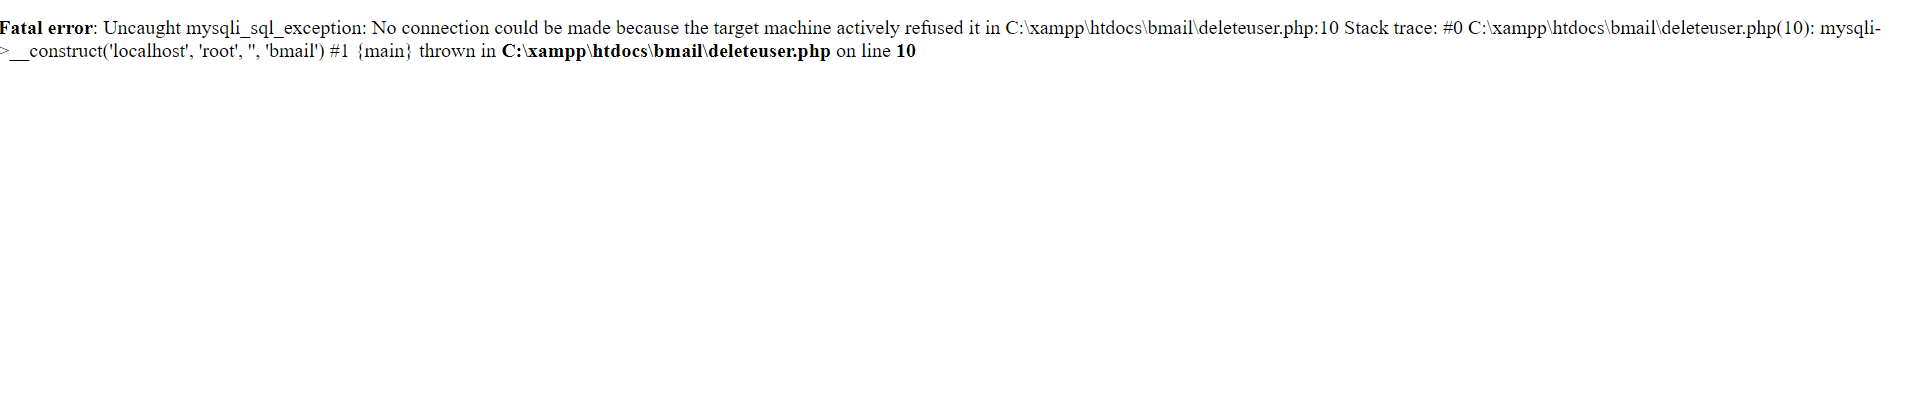 Fatal error: Uncaught mysqli_sql_exception: No connection could be made because the target machine actively refused it in C:\xampp\htdocs\bmail\deleteuser.php:10 Stack trace: #0 C:\xampp\htdocs\bmail\deleteuser.php(10): mysqli-
>__construct('localhost', 'root', '', 'bmail') #1 {main} thrown in C:\xampp\htdocs\bmail\deleteuser.php on line 10